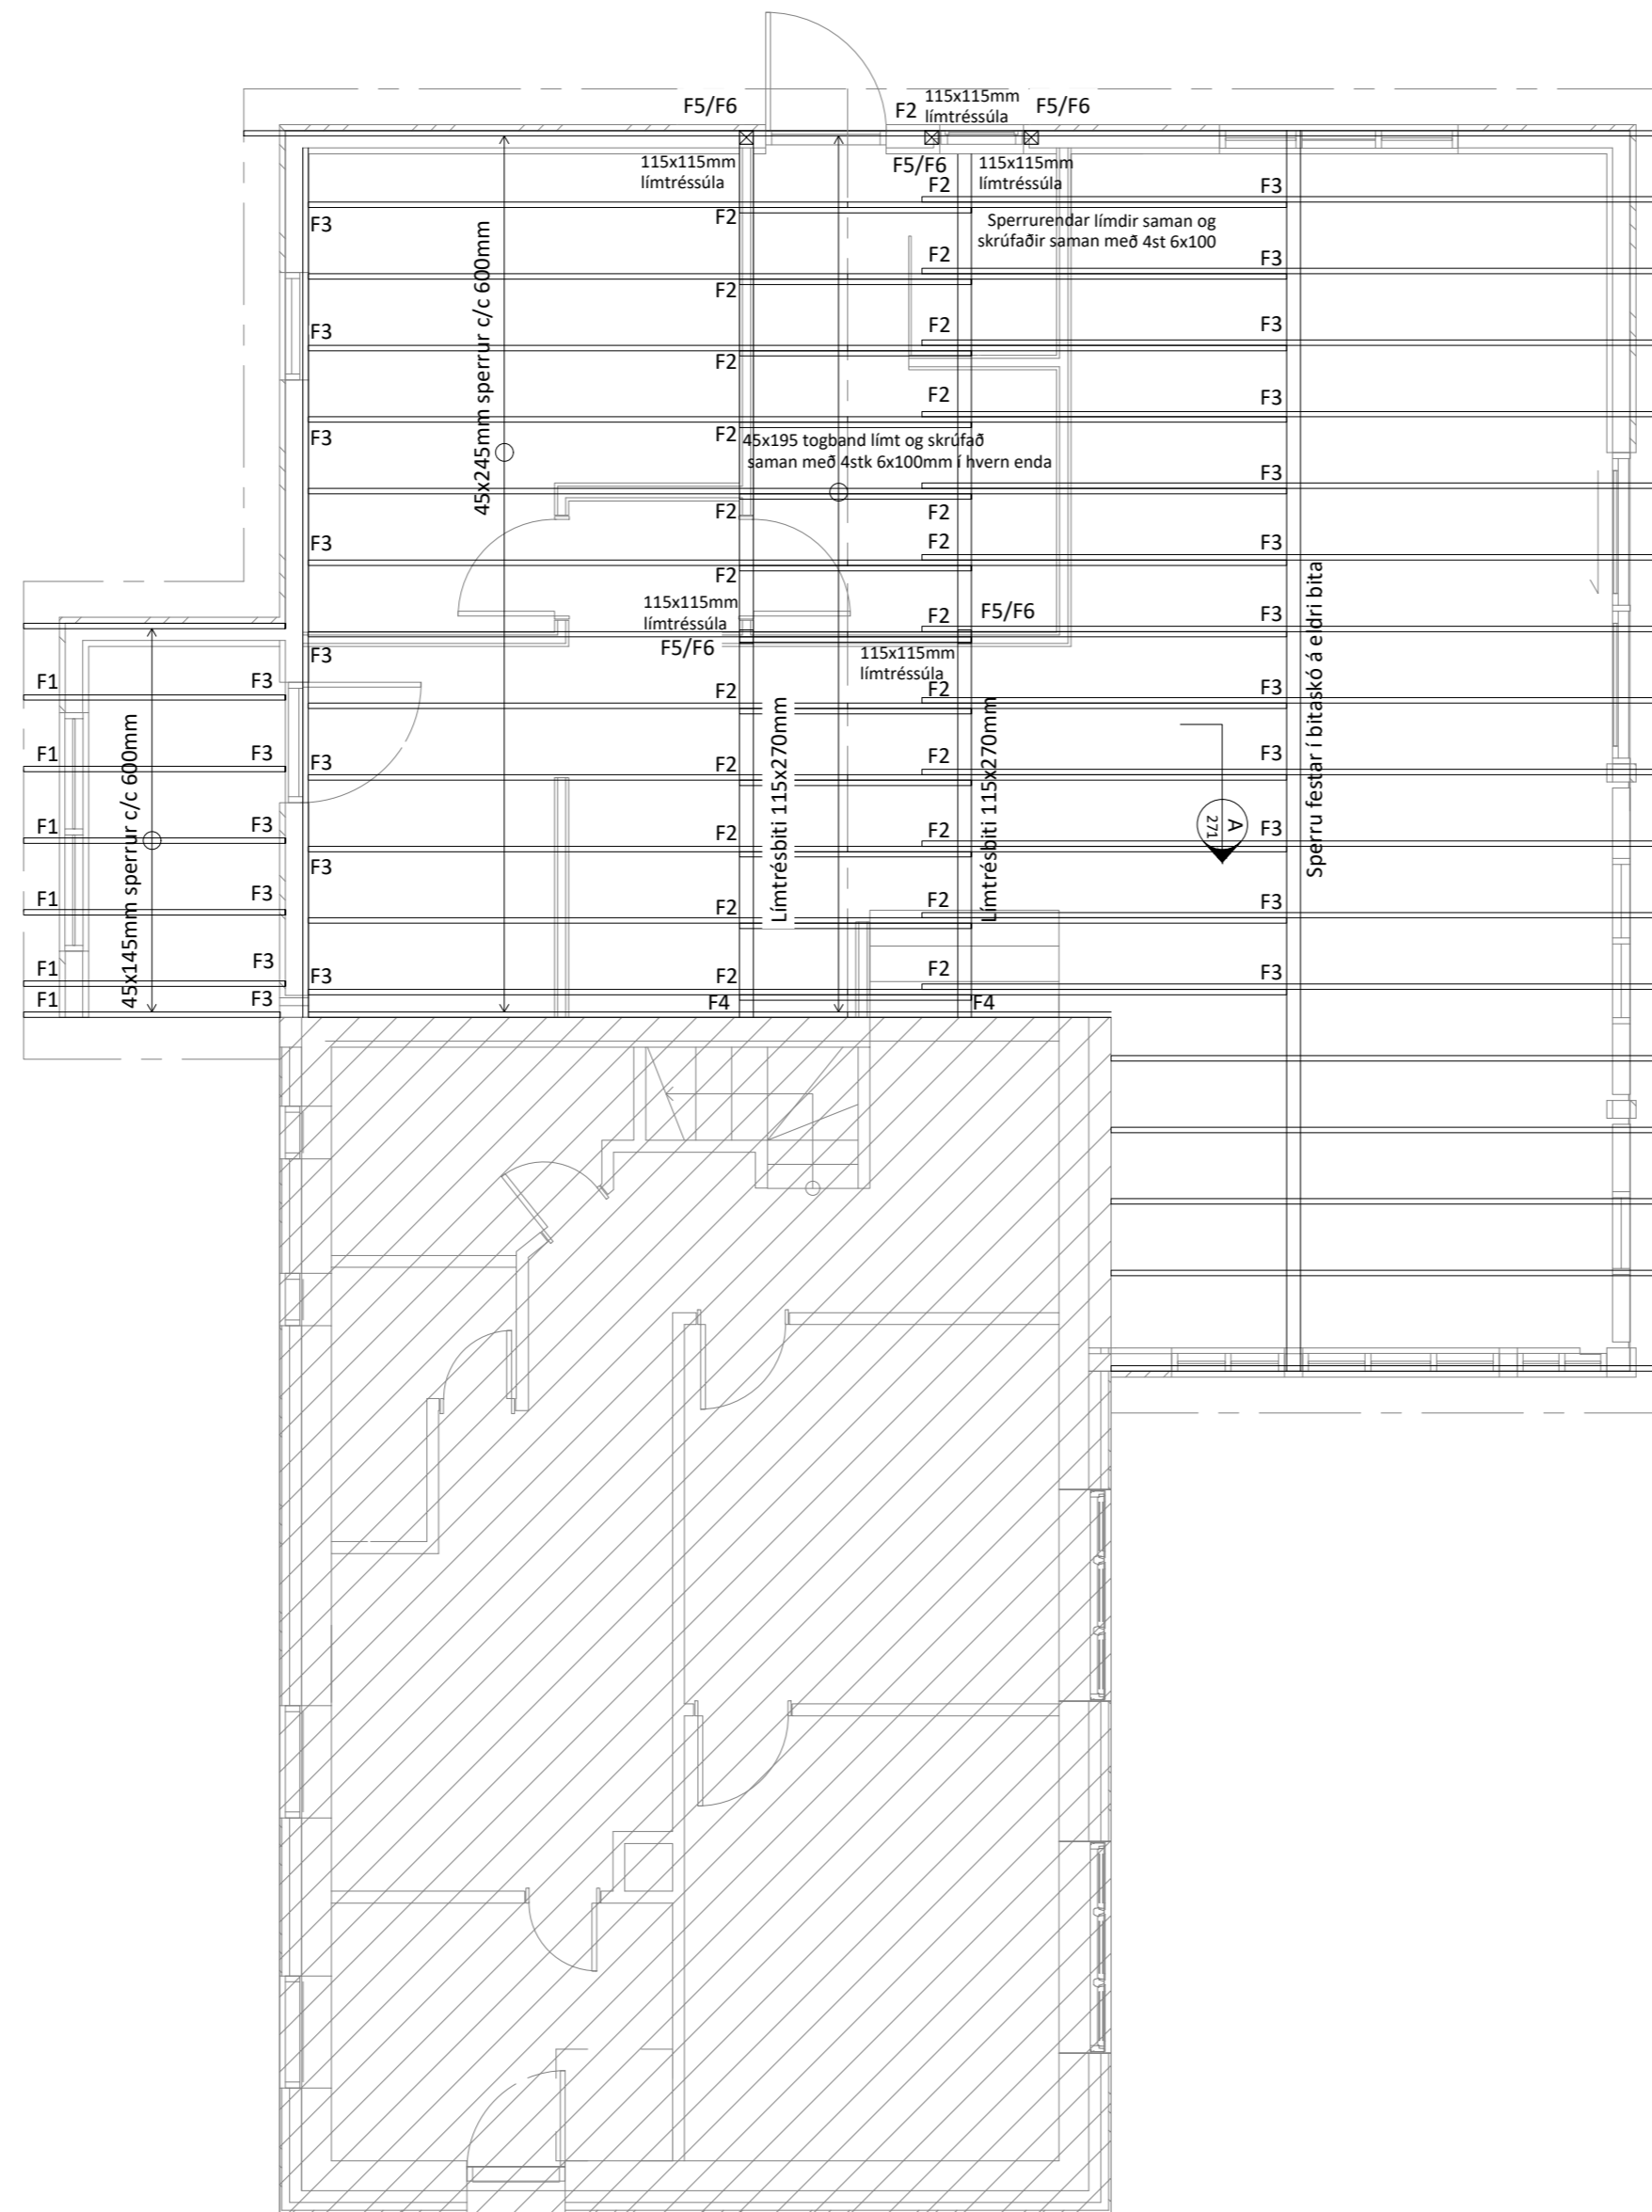 F5/F6
F2
115x115mm
límtréssúla
F5/F6
115x115mm
límtréssúla
F5/F6
115x115mm
límtréssúla
F2
F3
F3
F2
Sperrurendar límdir saman og
skrúfaðir saman með 4st 6x100
F2
F3
F2
F3
F2
F2
F3
F2
F3
F2
F3
F2
45x195 togband límt og skrúfað
saman með 4stk 6x100mm í hvern enda
F3
F2
F2
F3
F2
F3
F3
F2
115x115mm
límtréssúla
F5/F6
F2
F5/F6
F3
F3
115x115mm
límtréssúla
F1
F3
F2
F2
F3
F1
F3
F3
F2
F2
F3
F1
F3
F2
F2
F3
F3
F1
F3
F2
F2
F3
F1
F3
F3
F2
F2
F3
F1
F3
F4
F4
45x245mm sperrur c/c 600mm
45x145mm sperrur c/c 600mm
Límtrésbiti 115x270mm
Límtrésbiti 115x270mm
Sperru festar í bitaskó á eldri bita
A
271